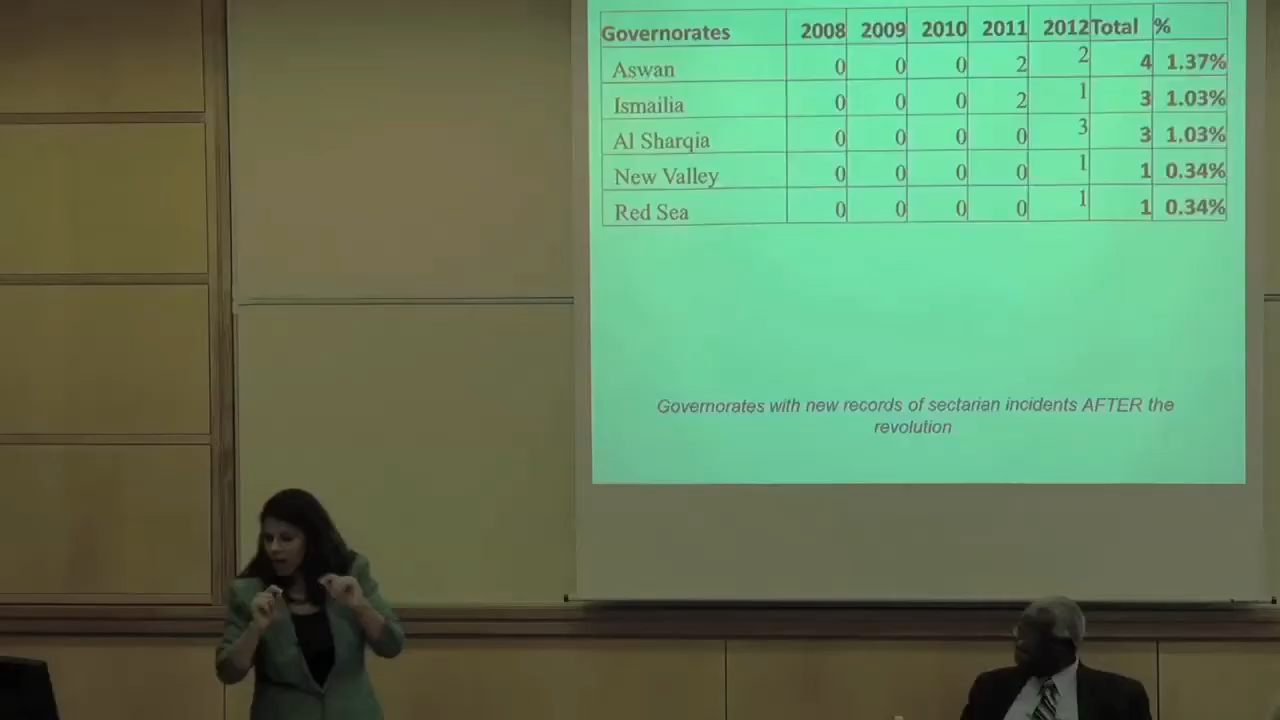 Governorates 2008 2009 2010 2011 2012 Total %
Aswan 0 0 0 2 2 4 1.37%
Ismailia 0 0 0 2 1 3 1.03%
Al Sharqia 0 0 0 0 3 3 1.03%
New Valley 0 0 0 0 1 1 0.34%
Red Sea 0 0 0 0 1 1 0.34%
Governorates with new records of sectarian incidents AFTER the
revolution